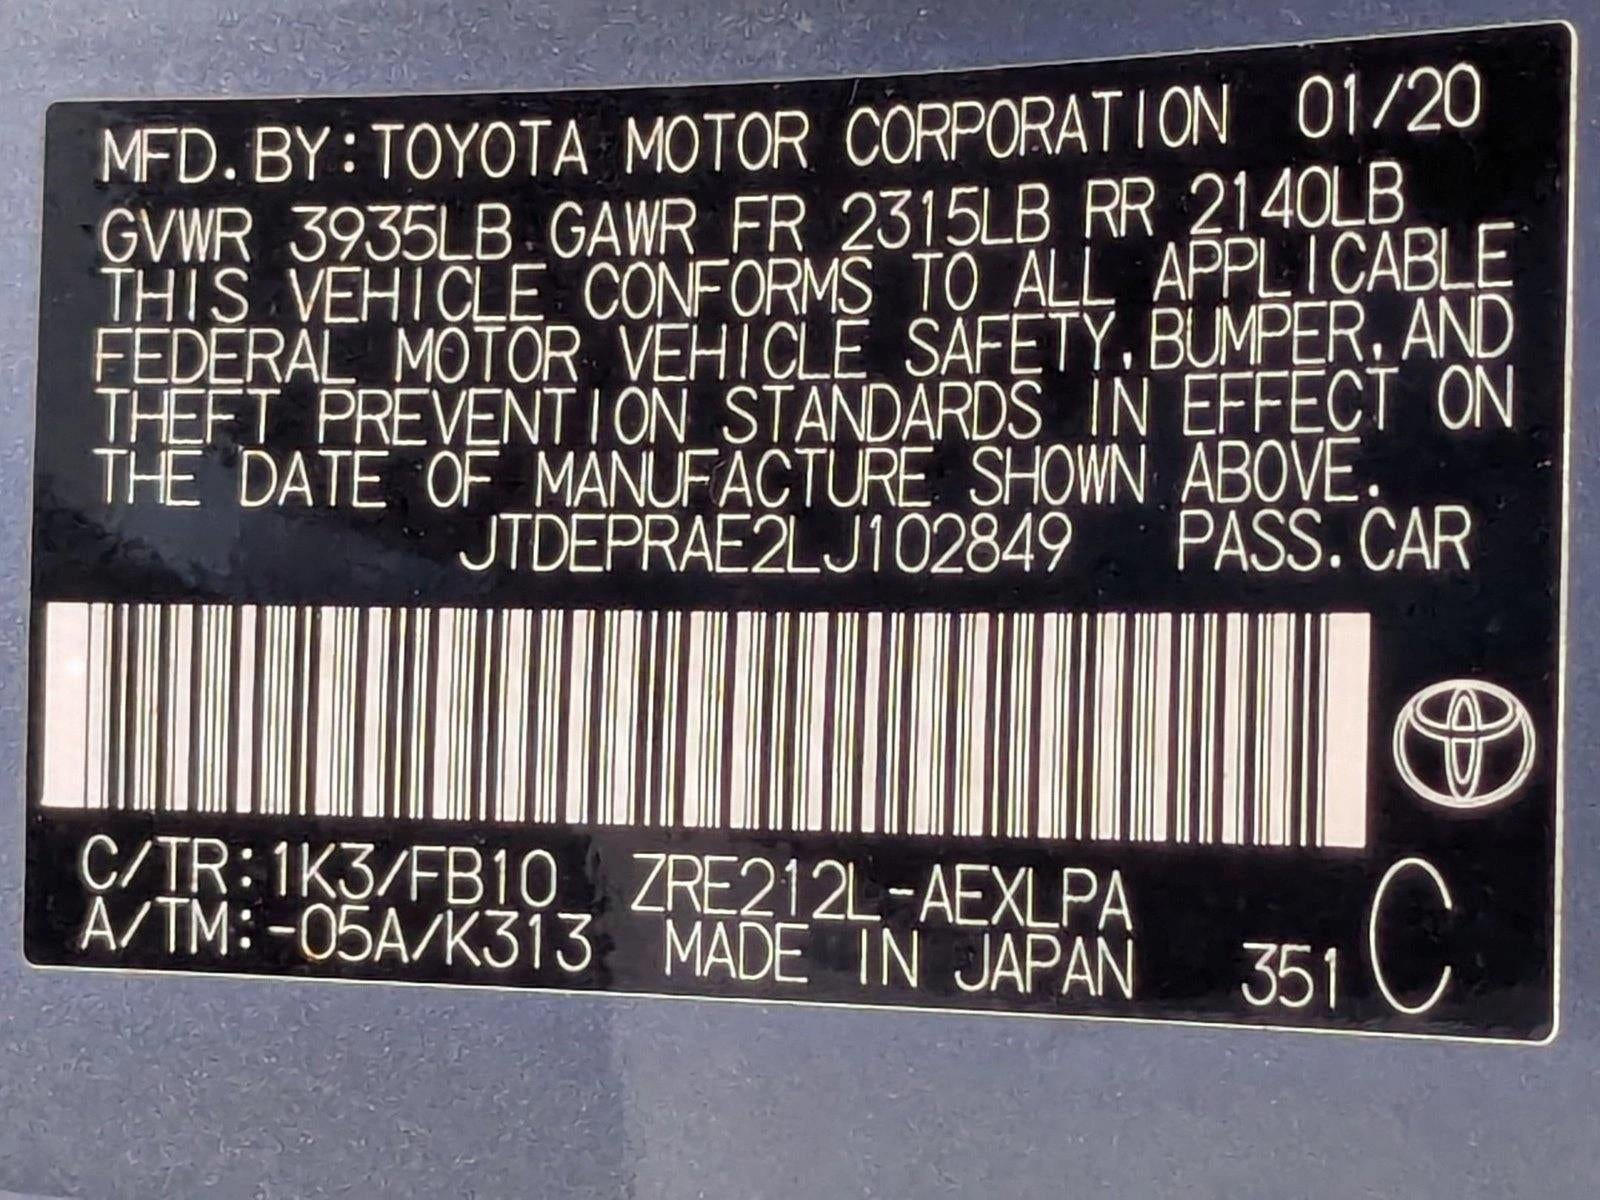 MFD. BY: TOYOTA MOTOR CORPORATION 01/20
GVWR 3935LB GAWR FR 2315LB RR 2140LB
THIS VEHICLE CONFORMS TO ALL APPLICABLE
FEDERAL MOTOR VEHICLE SAFETY, BUMPER, AND
THEFT PREVENTION STANDARDS IN EFFECT ON
THE DATE OF MANUFACTURE SHOWN ABOVE.
JTDEPRAE2LJ102849 PASS. CAR
C/TR: 1K3/FB10 ZRE212L-AEXLPA
A/TM: -05A/K313 MADE IN JAPAN 351 C